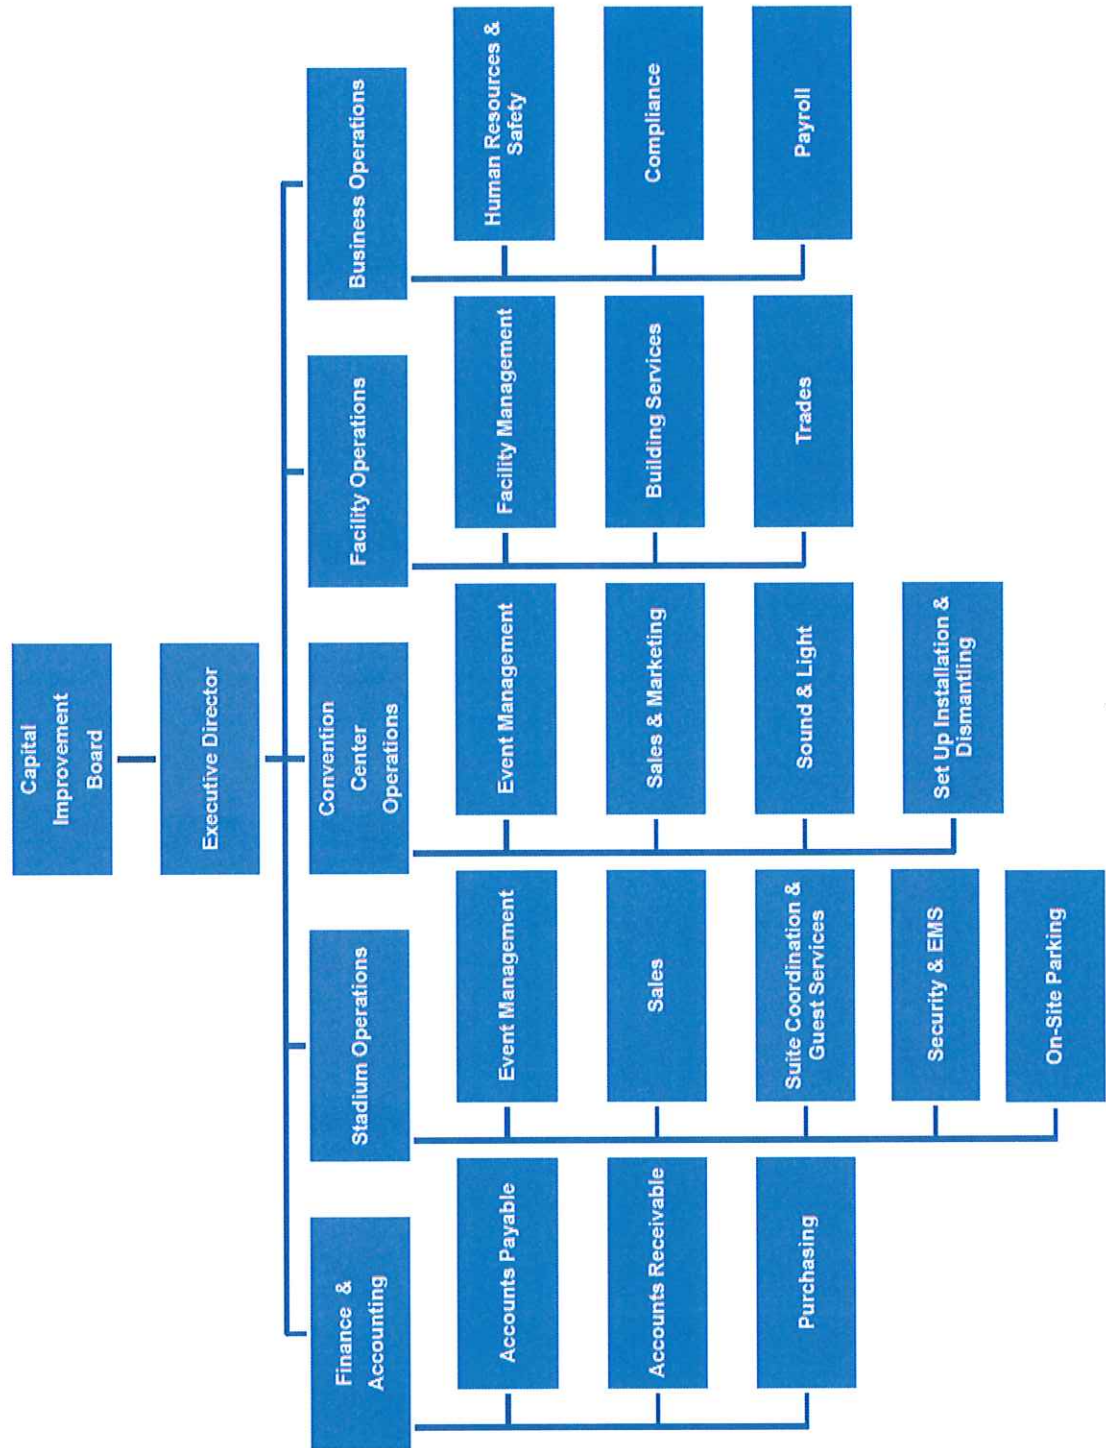 Capital
Improvement
Board
Executive Director
Finance &
Accounting
Stadium Operations
Convention
Center
Operations
Facility Operations
Business Operations
Accounts Payable
Accounts Receivable
Purchasing
Event Management
Sales
Suite Coordination &
Guest Services
Security & EMS
On-Site Parking
Event Management
Sales & Marketing
Sound & Light
Set Up Installation &
Dismantling
Facility Management
Building Services
Trades
Human Resources &
Safety
Compliance
Payroll